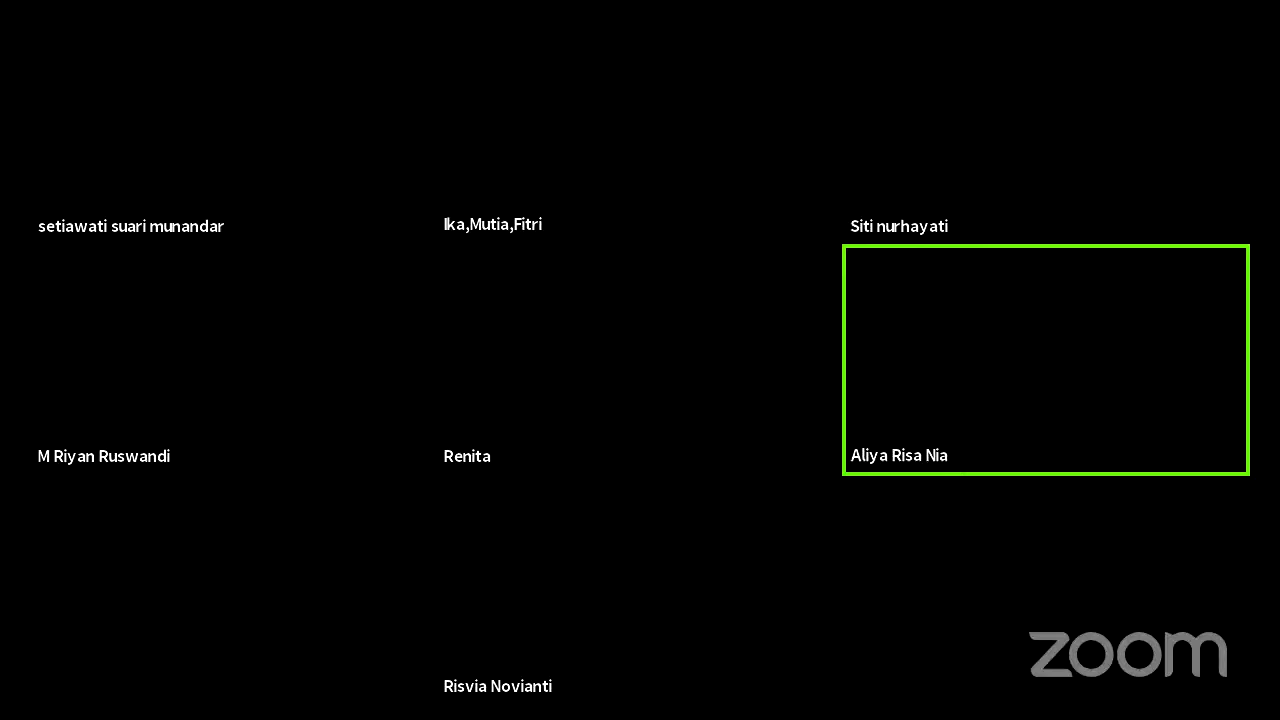 setiawati suari munandar
Ika,Mutia,Fitri
Siti nurhayati
M Riyan Ruswandi
Renita
Aliya Risa Nia
Risvia Novianti
zoom